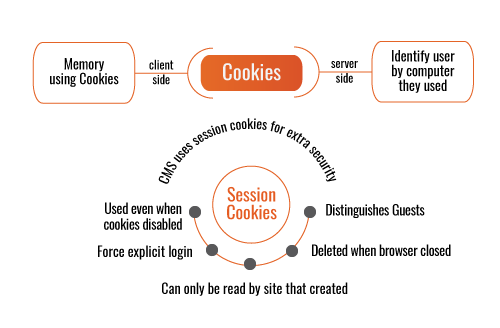 Memory
using Cookies
client
side
Cookies
server
side
Identify user
by computer
they used
CMS uses session cookies for extra security
Session
Cookies
Used even when
cookies disabled
Distinguishes Guests
Force explicit login
Deleted when browser closed
Can only be read by site that created